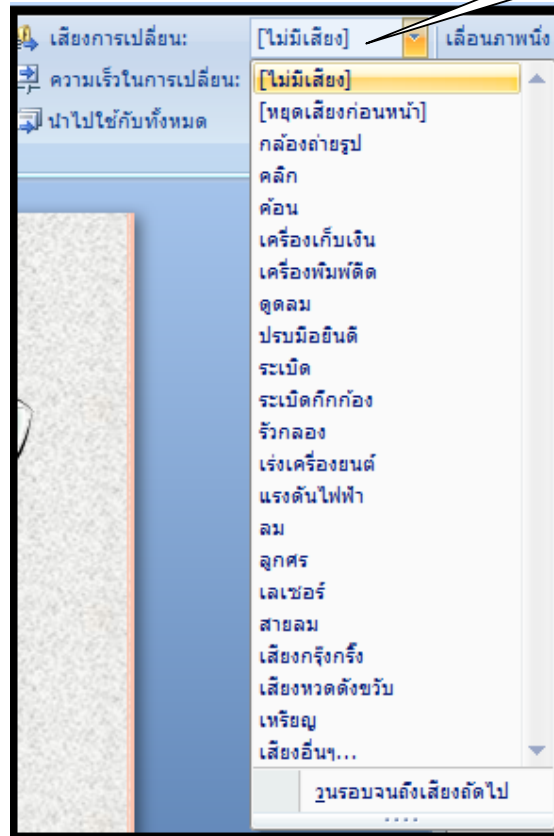 เสียงการเปลี่ยน: [ไม่มีเสียง] เลื่อนภาพนิ่ง
ความเร็วในการเปลี่ยน:
นำไปใช้กับทั้งหมด
[ไม่มีเสียง]
[หยุดเสียงก่อนหน้า]
กล้องถ่ายรูป
คลิก
ค้อน
เครื่องเก็บเงิน
เครื่องพิมพ์ดีด
ดูดลม
ปรบมือยินดี
ระเบิด
ระเบิดกึกก้อง
รัวกลอง
เร่งเครื่องยนต์
แรงดันไฟฟ้า
ลม
ลูกศร
เลเซอร์
สายลม
เสียงกรุ๊งกริ๊ง
เสียงหวดดังขวับ
เหรียญ
เสียงอื่นๆ...
วนรอบจนถึงเสียงถัดไป